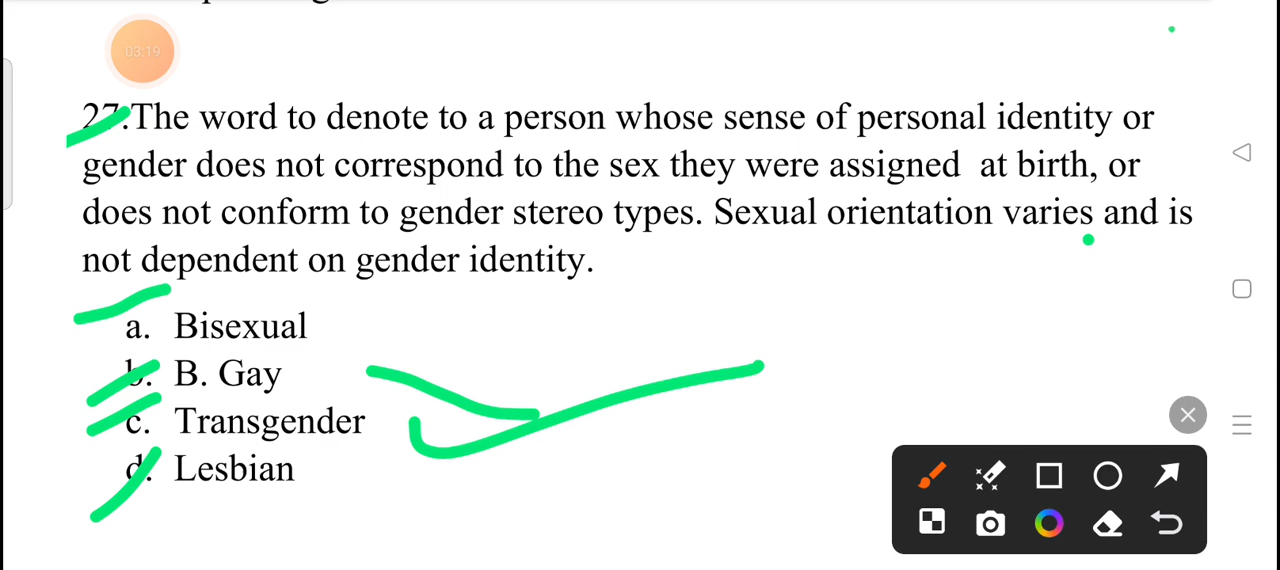 03:19
27.The word to denote to a person whose sense of personal identity or
gender does not correspond to the sex they were assigned at birth, or
does not conform to gender stereo types. Sexual orientation varies and is
not dependent on gender identity.
a. Bisexual
b. B. Gay
c. Transgender
d. Lesbian